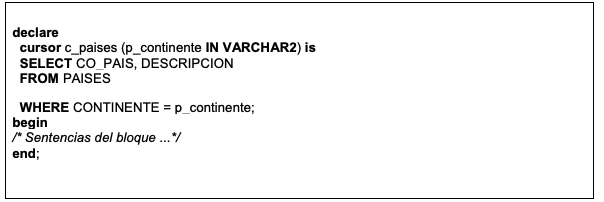 declare
cursor c_paises (p_continente IN VARCHAR2) is
SELECT CO_PAIS, DESCRIPCION
FROM PAISES
WHERE CONTINENTE = p_continente;
begin
/* Sentencias del bloque ...*/
end;